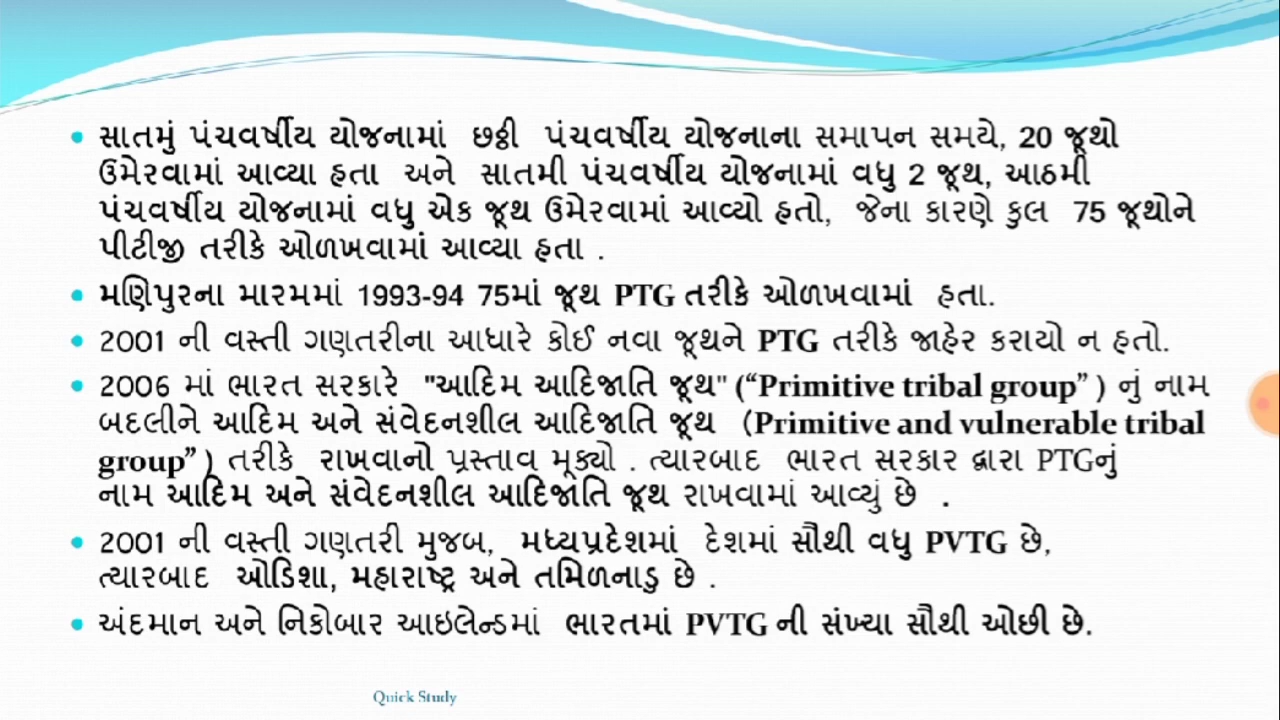 • સાતમું પંચવર્ષીય યોજનામાં છઠ્ઠી પંચવર્ષીય યોજનાના સમાપન સમયે, 20 જૂથો
ઉમેરવામાં આવ્યા હતા અને સાતમી પંચવર્ષીય યોજનામાં વધુ 2 જૂથ, આઠમી
પંચવર્ષીય યોજનામાં વધુ એક જૂથ ઉમેરવામાં આવ્યો હતો, જેના કારણે કુલ 75 જૂથોને
પીટીજી તરીકે ઓળખવામાં આવ્યા હતા .
• મણિપુરના મારમમાં 1993-94 75માં જૂથ PTG તરીકે ઓળખવામાં હતા.
• 2001 ની વસ્તી ગણતરીના આધારે કોઈ નવા જૂથને PTG તરીકે જાહેર કરાયો ન હતો.
• 2006 માં ભારત સરકારે "આદિમ આદિજાતિ જૂથ" (“Primitive tribal group” ) નું નામ
બદલીને આદિમ અને સંવેદનશીલ આદિજાતિ જૂથ (Primitive and vulnerable tribal
group” ) તરીકે રાખવાનો પ્રસ્તાવ મૂક્યો . ત્યારબાદ ભારત સરકાર દ્વારા PTGનું
નામ આદિમ અને સંવેદનશીલ આદિજાતિ જૂથ રાખવામાં આવ્યું છે .
• 2001 ની વસ્તી ગણતરી મુજબ, મધ્યપ્રદેશમાં દેશમાં સૌથી વધુ PVTG છે,
ત્યારબાદ ઓડિશા, મહારાષ્ટ્ર અને તમિળનાડુ છે .
• અંદમાન અને નિકોબાર આઇલેન્ડમાં ભારતમાં PVTG ની સંખ્યા સૌથી ઓછી છે.
Quick Study